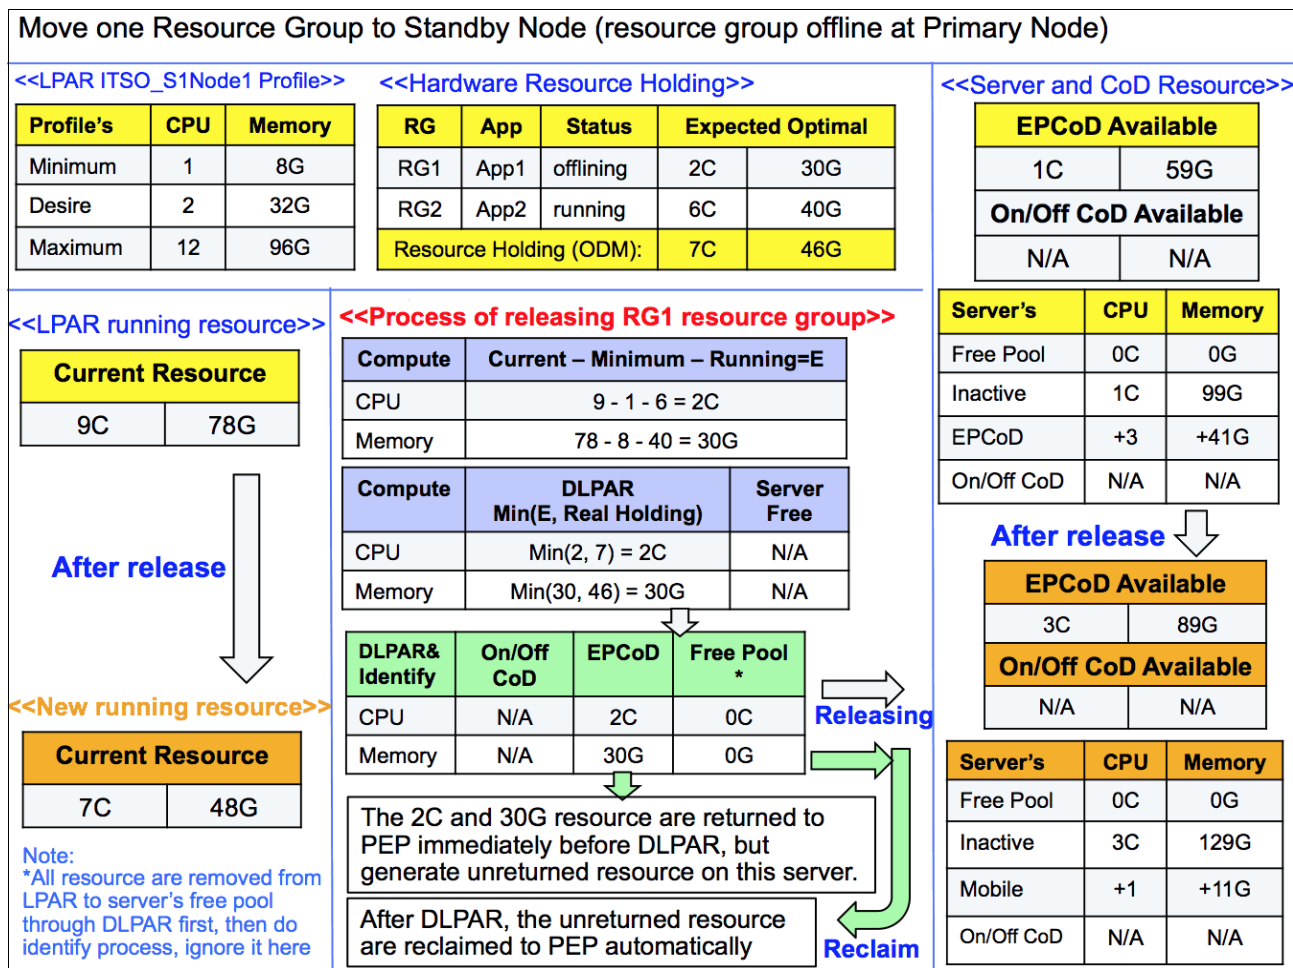 Move one Resource Group to Standby Node (resource group offline at Primary Node)
<<LPAR ITSO_S1Node1 Profile>>
Profile's CPU Memory
Minimum 1 8G
Desire 2 32G
Maximum 12 96G
<<Hardware Resource Holding>>
RG App Status Expected Optimal
RG1 App1 offlining 2C 30G
RG2 App2 running 6C 40G
Resource Holding (ODM): 7C 46G
<<Server and CoD Resource>>
EPCoD Available
1C 59G
On/Off CoD Available
N/A N/A
Server's CPU Memory
Free Pool 0C 0G
Inactive 1C 99G
EPCoD +3 +41G
On/Off CoD N/A N/A
After release
EPCoD Available
3C 89G
On/Off CoD Available
N/A N/A
Server's CPU Memory
Free Pool 0C 0G
Inactive 3C 129G
Mobile +1 +11G
On/Off CoD N/A N/A
<<LPAR running resource>>
Current Resource
9C 78G
After release
<<New running resource>>
Current Resource
7C 48G
Note:
*All resource are removed from
LPAR to server's free pool
through DLPAR first, then do
identify process, ignore it here
<<Process of releasing RG1 resource group>>
Compute Current – Minimum – Running=E
CPU 9 - 1 - 6 = 2C
Memory 78 - 8 - 40 = 30G
Compute DLPAR Server
Min(E, Real Holding) Free
CPU Min(2, 7) = 2C N/A
Memory Min(30, 46) = 30G N/A
DLPAR& On/Off EPCoD Free Pool
Identify CoD *
CPU N/A 2C 0C
Memory N/A 30G 0G
Releasing
The 2C and 30G resource are returned to
PEP immediately before DLPAR, but
generate unreturned resource on this server.
After DLPAR, the unreturned resource
are reclaimed to PEP automatically
Reclaim